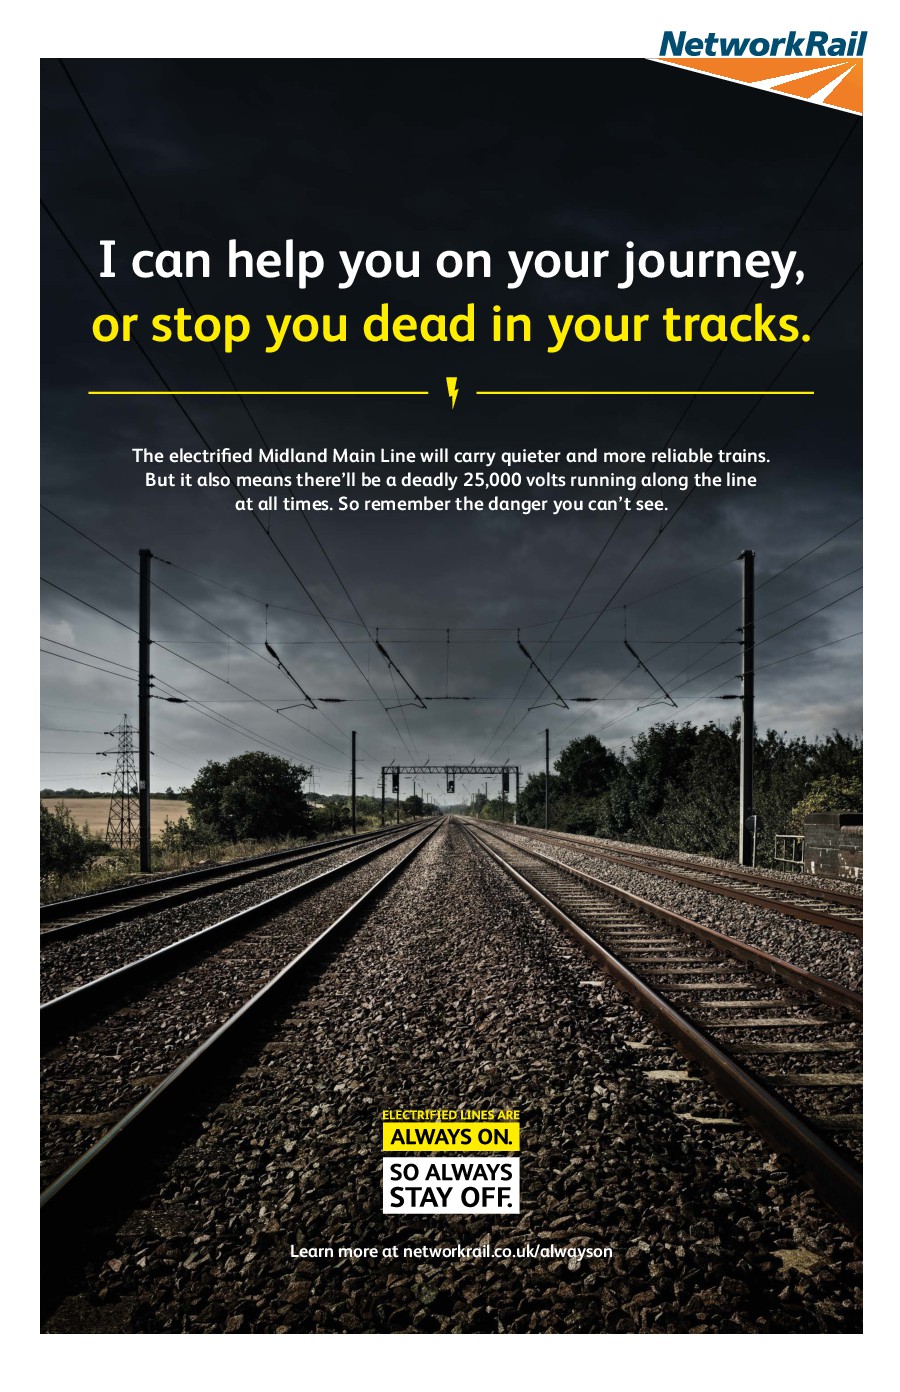 NetworkRail
I can help you on your journey,
or stop you dead in your tracks.
The electrified Midland Main Line will carry quieter and more reliable trains.
But it also means there’ll be a deadly 25,000 volts running along the line
at all times. So remember the danger you can’t see.
ELECTRIFIED LINES ARE
ALWAYS ON.
SO ALWAYS
STAY OFF.
Learn more at networkrail.co.uk/alwayson